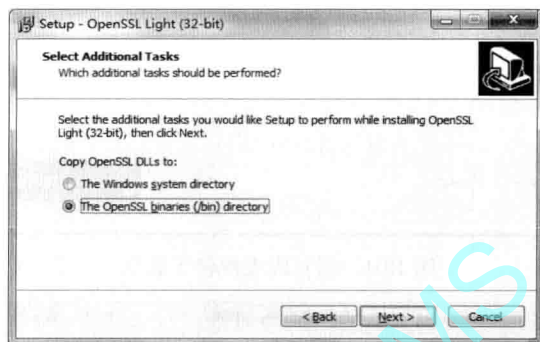 Setup - OpenSSL Light (32-bit)
Select Additional Tasks
Which additional tasks should be performed?
Select the additional tasks you would like Setup to perform while installing OpenSSL
Light (32-bit), then click Next.
Copy OpenSSL DLLs to:
The Windows system directory
The OpenSSL binaries (/bin) directory
< Back
Next >
Cancel
MS